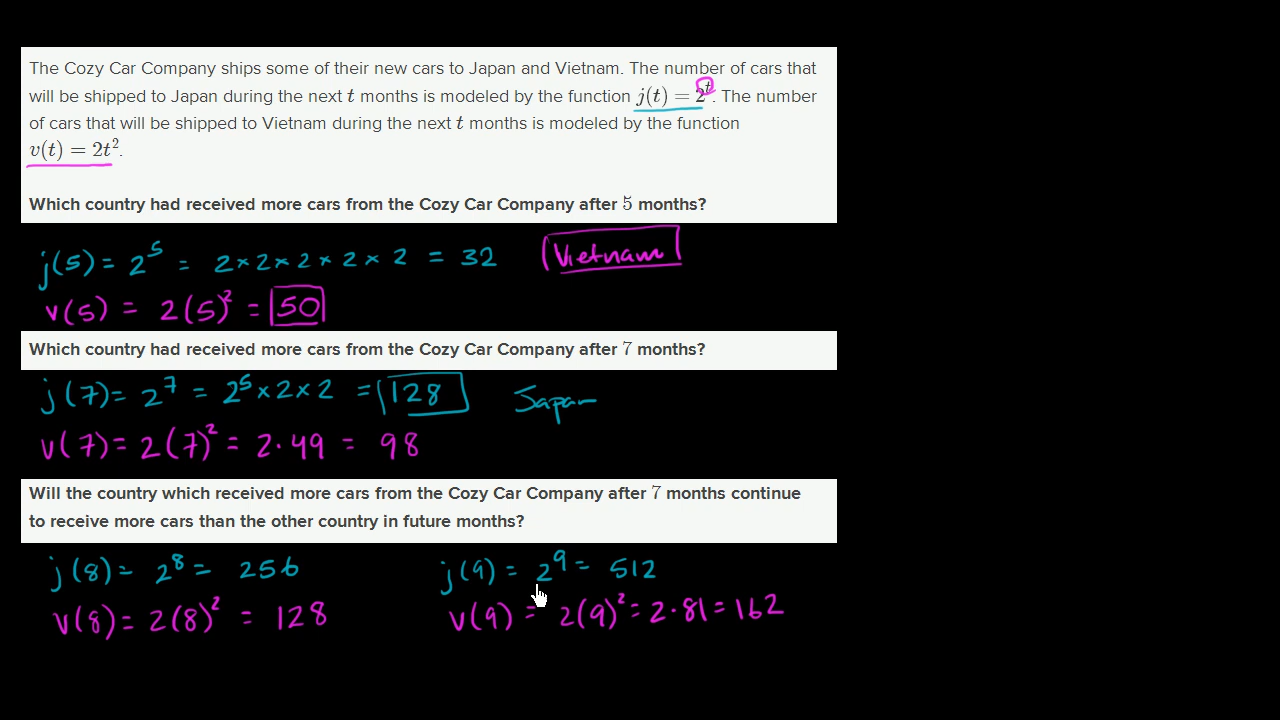 The Cozy Car Company ships some of their new cars to Japan and Vietnam. The number of cars that
will be shipped to Japan during the next t months is modeled by the function j(t) = 2^t. The number
of cars that will be shipped to Vietnam during the next t months is modeled by the function
v(t) = 2t².
Which country had received more cars from the Cozy Car Company after 5 months?
j(5) = 2^5 = 2×2×2×2×2 = 32 Vietnam
v(5) = 2(5)² = 50
Which country had received more cars from the Cozy Car Company after 7 months?
j(7) = 2^7 = 2^5×2×2 = 128 Japan
v(7) = 2(7)² = 2·49 = 98
Will the country which received more cars from the Cozy Car Company after 7 months continue
to receive more cars than the other country in future months?
j(8) = 2^8 = 256 j(9) = 2^9 = 512
v(8) = 2(8)² = 128 v(9) = 2(9)² = 2·81 = 162